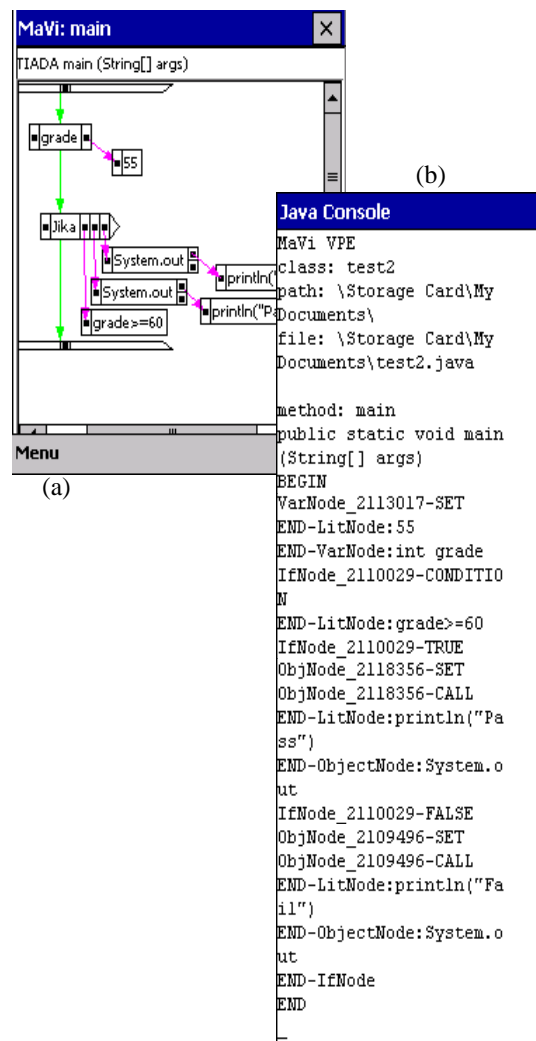 MaVi: main
TIADA main (String[] args)
grade
55
Jika
System.out
println("
System.out
println("Pa
grade>=60
Menu
(a)
(b)
Java Console
MaVi VPE
class: test2
path: \Storage Card\My
Documents\
file: \Storage Card\My
Documents\test2.java
method: main
public static void main
(String[] args)
BEGIN
VarNode_2113017-SET
END-LitNode:55
END-VarNode:int grade
IfNode_2110029-CONDITIO
N
END-LitNode:grade>=60
IfNode_2110029-TRUE
ObjNode_2118356-SET
ObjNode_2118356-CALL
END-LitNode:println("Pa
ss")
END-ObjectNode:System.o
ut
IfNode_2110029-FALSE
ObjNode_2109496-SET
ObjNode_2109496-CALL
END-LitNode:println("Fa
il")
END-ObjectNode:System.o
ut
END-IfNode
END
_